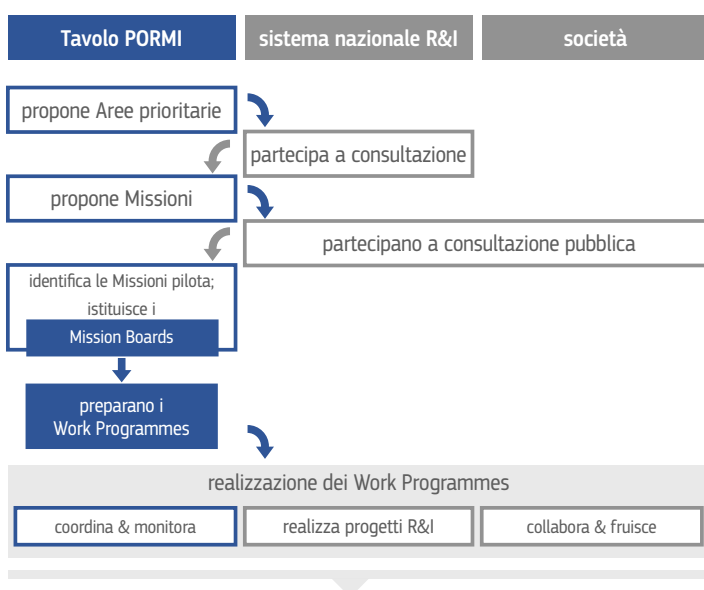 Tavolo PORMI
sistema nazionale R&I
società
propone Aree prioritarie
partecipa a consultazione
propone Missioni
partecipano a consultazione pubblica
identifica le Missioni pilota;
istituisce i
Mission Boards
preparano i
Work Programmes
realizzazione dei Work Programmes
coordina & monitora
realizza progetti R&I
collabora & fruisce